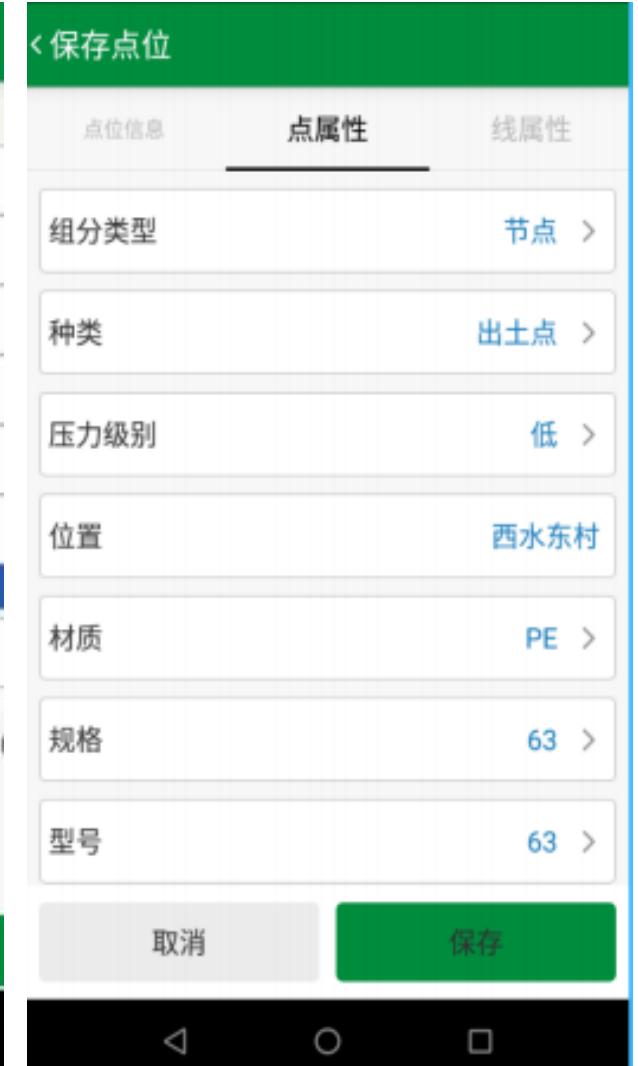 保存点位
点位信息 点属性 线属性
组分类型 节点
种类 出土点
压力级别 低
位置 西水东村
材质 PE
规格 63
型号 63
取消 保存